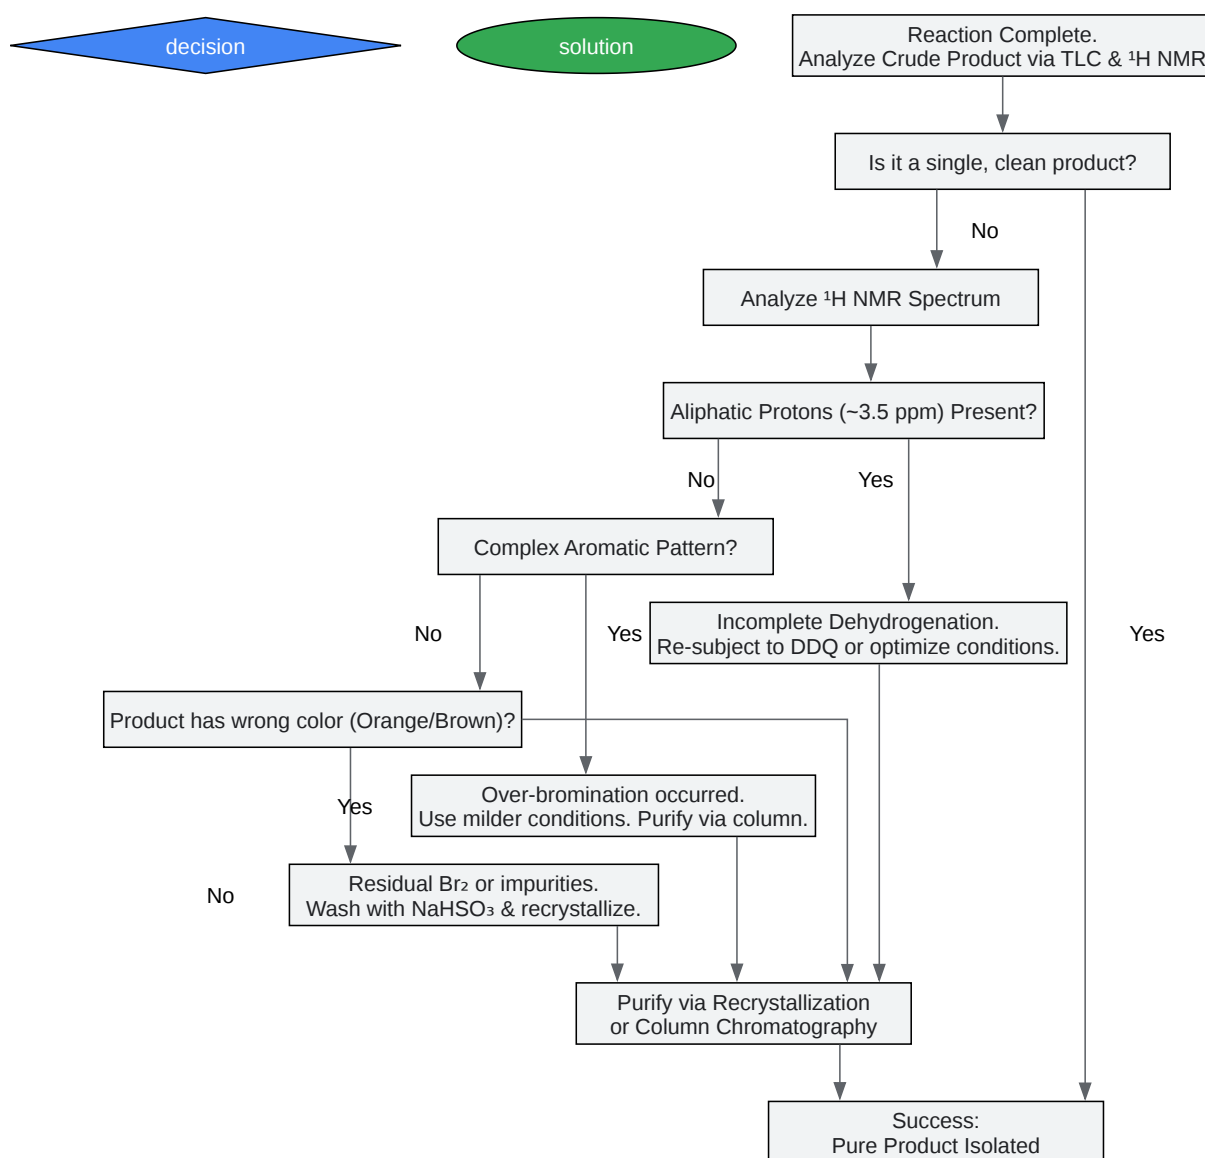 decision
solution
Reaction Complete.
Analyze Crude Product via TLC & ¹H NMR
Is it a single, clean product?
No
Analyze ¹H NMR Spectrum
Aliphatic Protons (~3.5 ppm) Present?
No
Yes
Complex Aromatic Pattern?
No
Yes
Incomplete Dehydrogenation.
Re-subject to DDQ or optimize conditions.
Yes
Product has wrong color (Orange/Brown)?
Over-bromination occurred.
Use milder conditions. Purify via column.
Yes
Residual Br₂ or impurities.
Wash with NaHSO₃ & recrystallize.
No
Purify via Recrystallization
or Column Chromatography
Success:
Pure Product Isolated